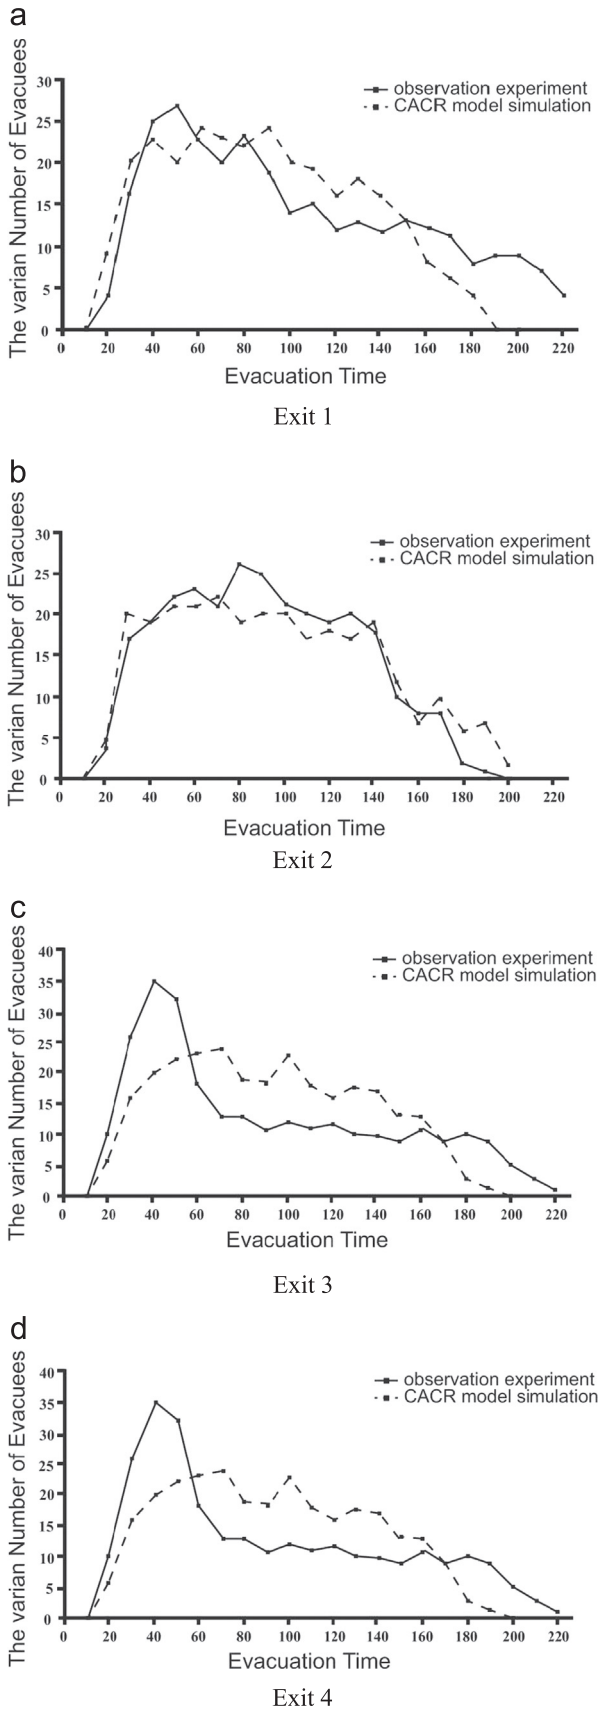 a
The varian Number of Evacuees
30
25
20
15
10
5
0
observation experiment
CACR model simulation
0 20 40 60 80 100 120 140 160 180 200 220
Evacuation Time
Exit 1
b
The varian Number of Evacuees
30
25
20
15
10
5
0
observation experiment
CACR model simulation
0 20 40 60 80 100 120 140 160 180 200 220
Evacuation Time
Exit 2
c
The varian Number of Evacuees
40
35
30
25
20
15
10
5
0
observation experiment
CACR model simulation
0 20 40 60 80 100 120 140 160 180 200 220
Evacuation Time
Exit 3
d
The varian Number of Evacuees
40
35
30
25
20
15
10
5
0
observation experiment
CACR model simulation
0 20 40 60 80 100 120 140 160 180 200 220
Evacuation Time
Exit 4